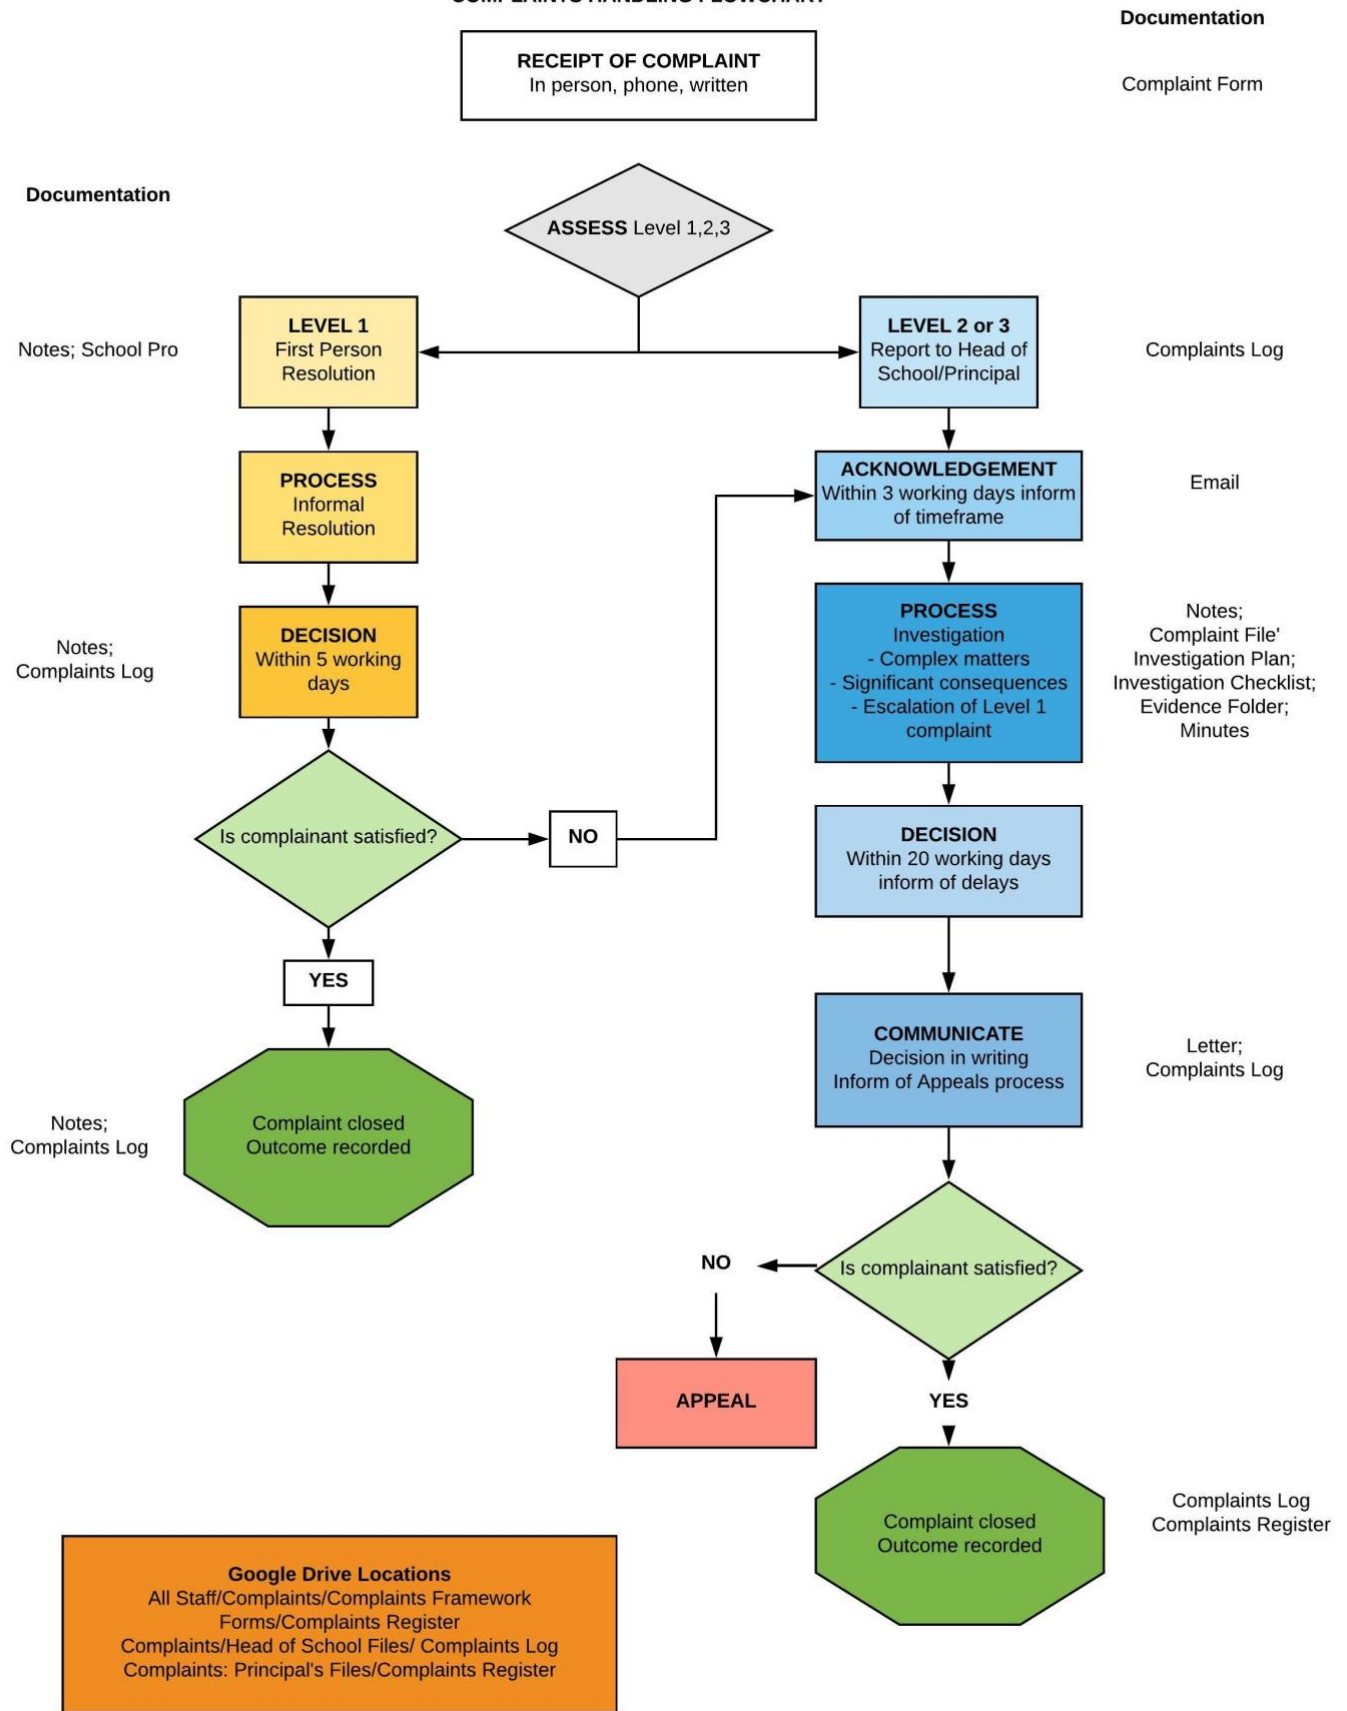 COMPLAINTS HANDLING FLOWCHART
Documentation
RECEIPT OF COMPLAINT
In person, phone, written
Complaint Form
Documentation
ASSESS Level 1,2,3
Notes; School Pro
LEVEL 1
First Person
Resolution
LEVEL 2 or 3
Report to Head of
School/Principal
Complaints Log
PROCESS
Informal
Resolution
ACKNOWLEDGEMENT
Within 3 working days inform
of timeframe
Email
Notes;
Complaints Log
DECISION
Within 5 working
days
PROCESS
Investigation
- Complex matters
- Significant consequences
- Escalation of Level 1
complaint
Notes;
Complaint File'
Investigation Plan;
Investigation Checklist;
Evidence Folder;
Minutes
Is complainant satisfied?
NO
DECISION
Within 20 working days
inform of delays
YES
COMMUNICATE
Decision in writing
Inform of Appeals process
Letter;
Complaints Log
Notes;
Complaints Log
Complaint closed
Outcome recorded
NO
Is complainant satisfied?
APPEAL
YES
Complaint closed
Outcome recorded
Complaints Log
Complaints Register
Google Drive Locations
All Staff/Complaints/Complaints Framework
Forms/Complaints Register
Complaints/Head of School Files/ Complaints Log
Complaints: Principal's Files/Complaints Register